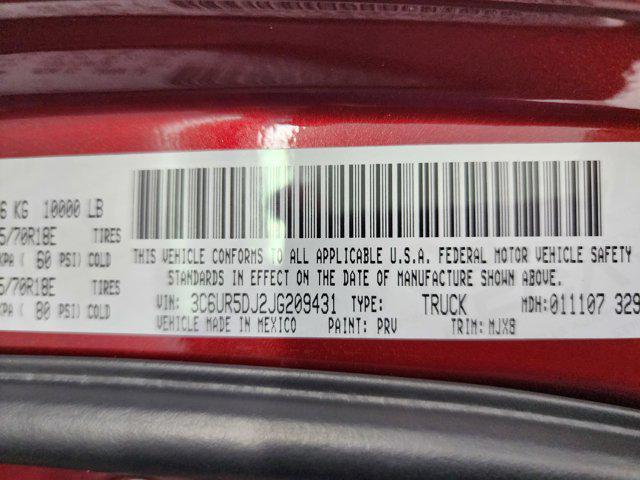 6 KG 10000 LB
5/70R18E TIRES
KPA ( 60 PSI) COLD
5/70R18E TIRES
KPA ( 80 PSI) COLD
THIS VEHICLE CONFORMS TO ALL APPLICABLE U.S.A. FEDERAL MOTOR VEHICLE SAFETY
STANDARDS IN EFFECT ON THE DATE OF MANUFACTURE SHOWN ABOVE.
VIN: 3C6UR5DJ2JG209431 TYPE: TRUCK MDH:011107 329
VEHICLE MADE IN MEXICO PAINT: PRV TRIM: MJX8